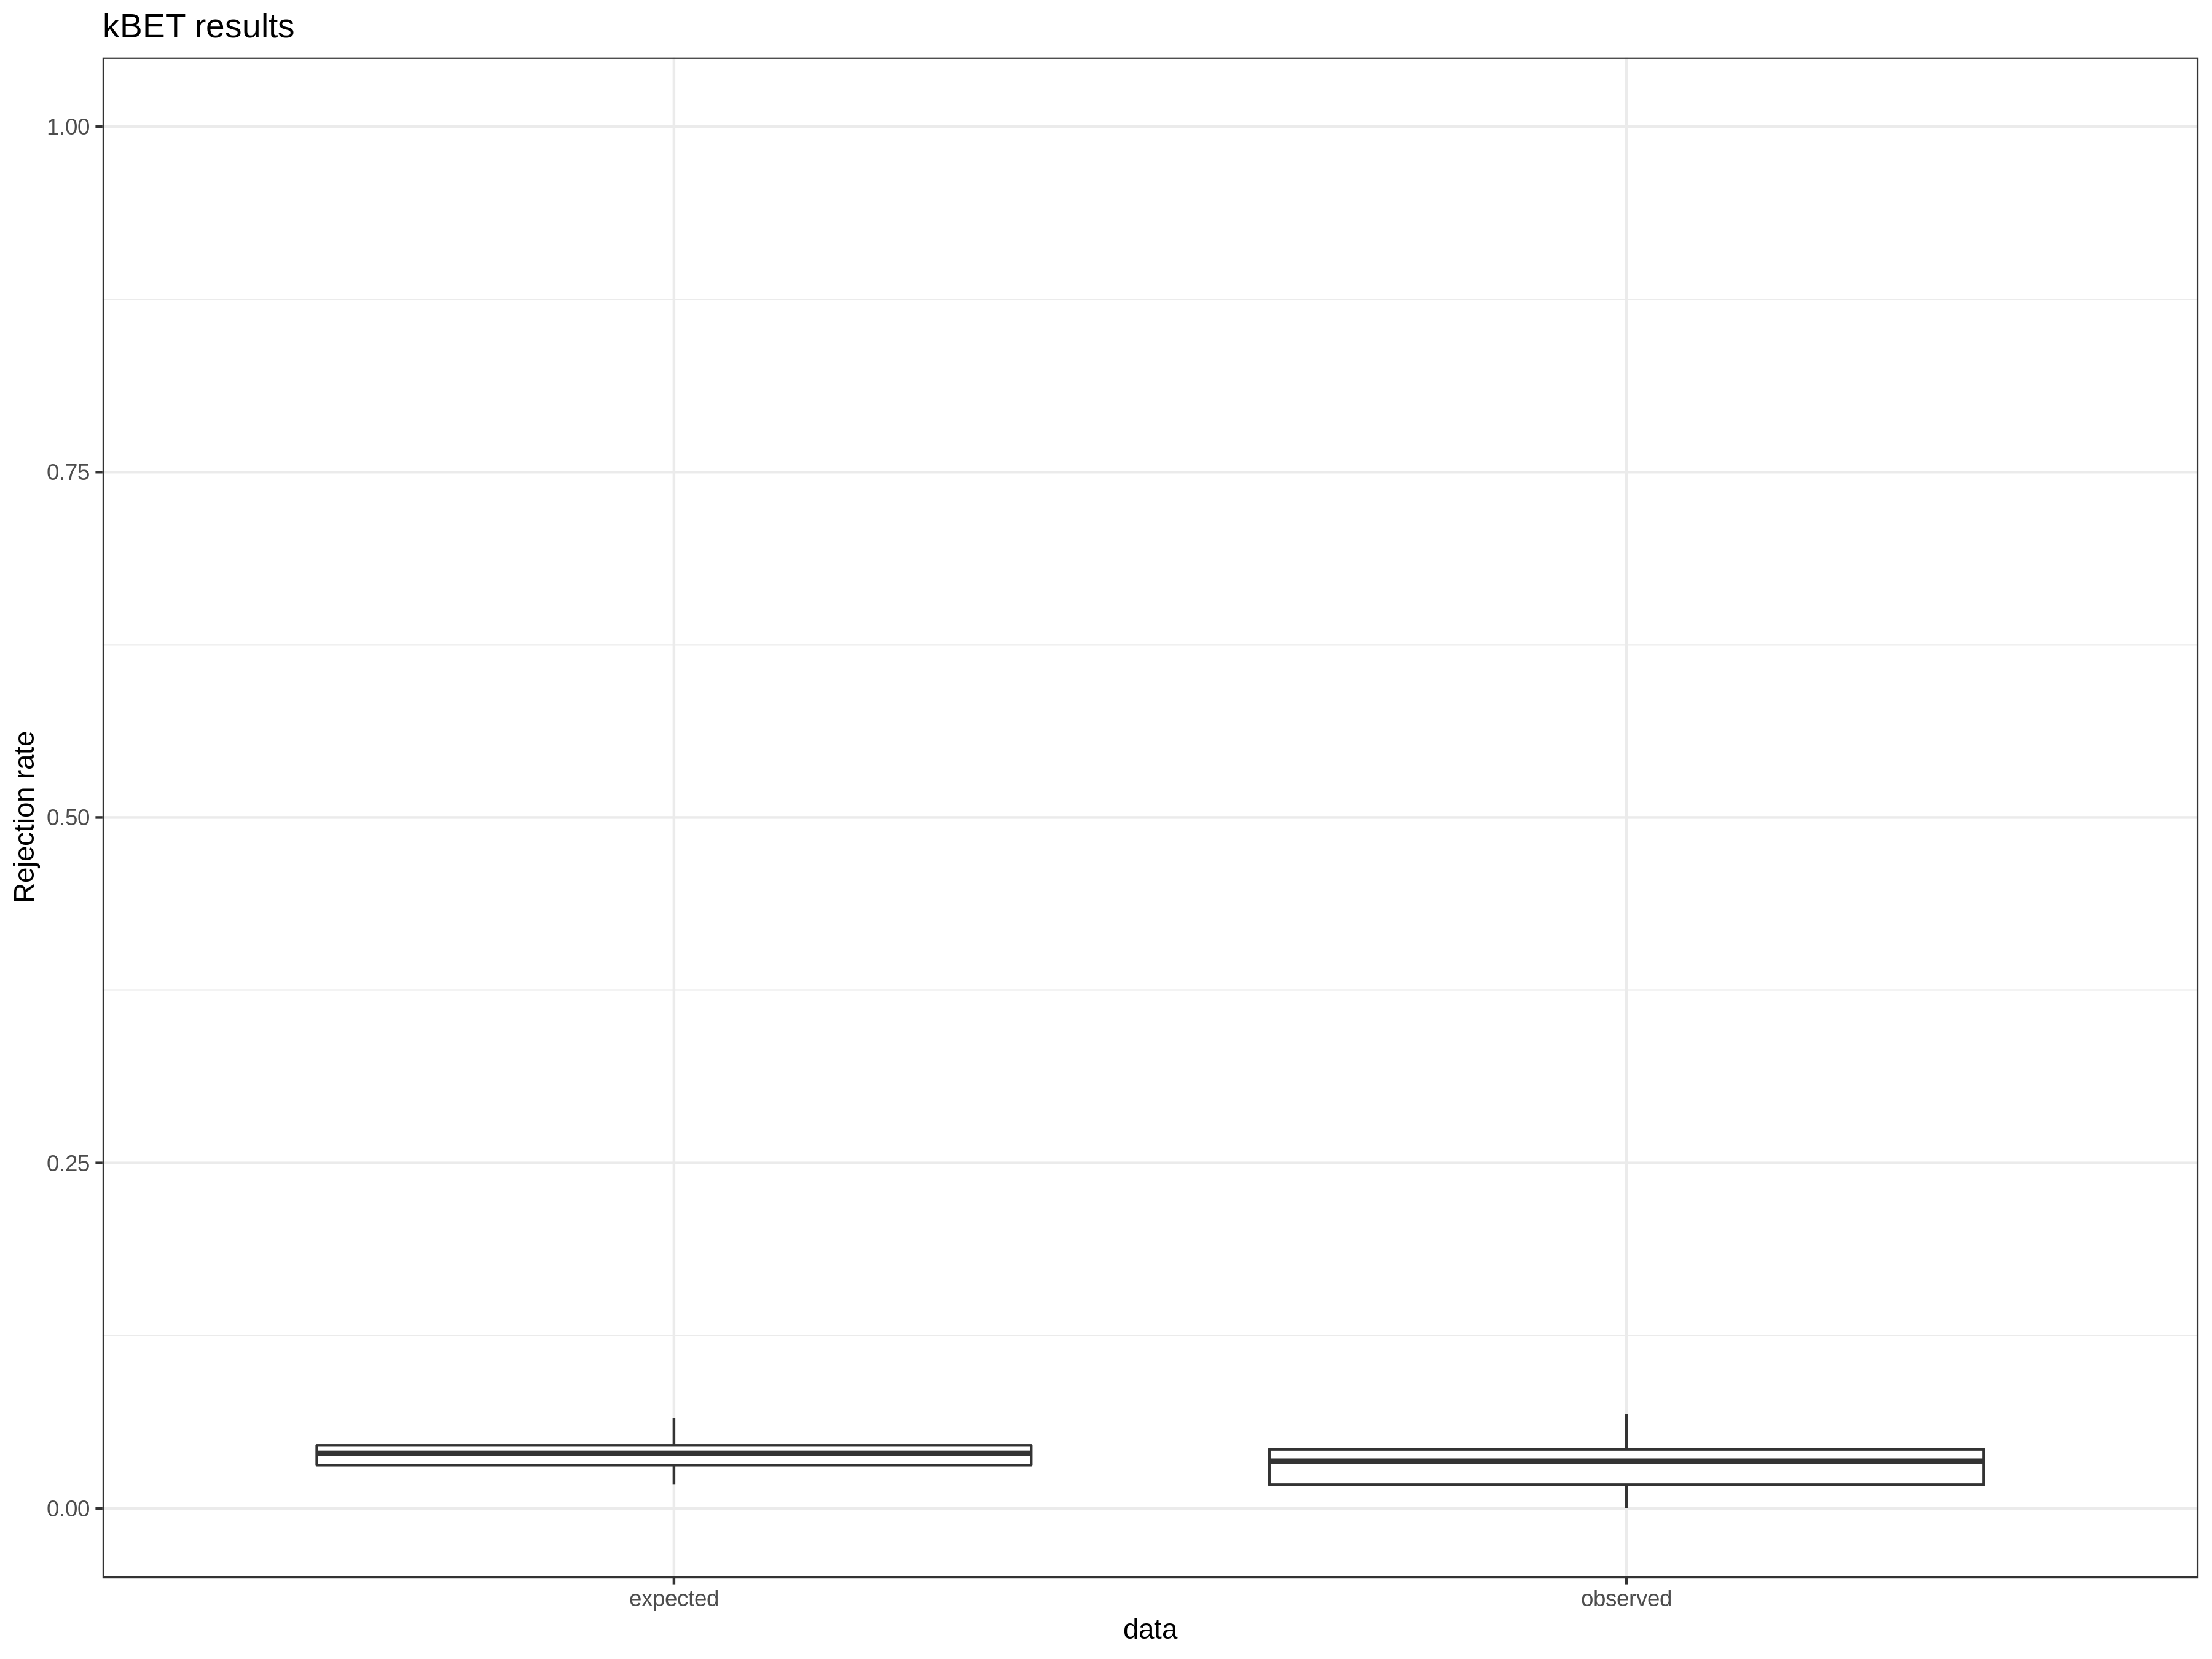 kBET results
1.00
0.75
0.50
0.25
0.00
Rejection rate
expected
observed
data